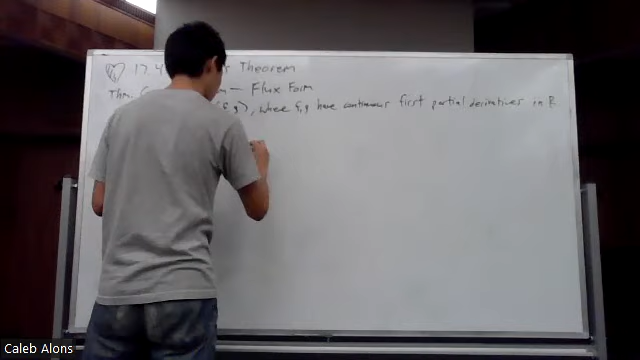 17.4 Theorem
Thm: — Flux Form
g), where f,g have continuous first partial derivatives in R
Caleb Alons